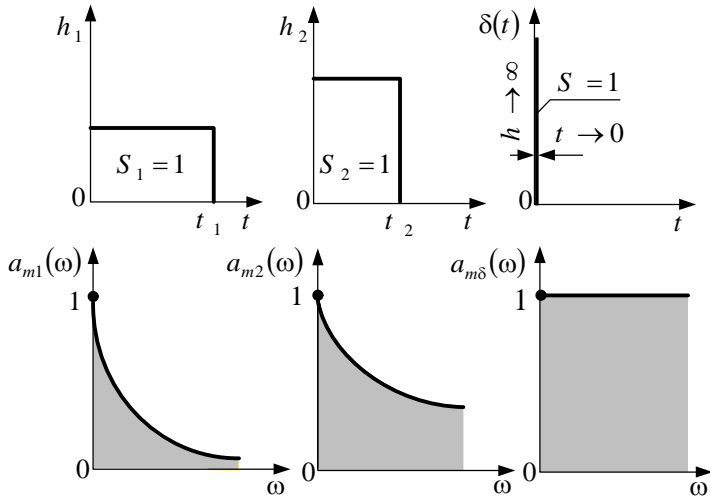 h₁
S₁ = 1
0
t₁ t
h₂
S₂ = 1
0
t₂ t
δ(t)
h → ∞
S = 1
t → 0
0
t
aₘ₁(ω)
1
0
ω
aₘ₂(ω)
1
0
ω
aₘδ(ω)
1
0
ω